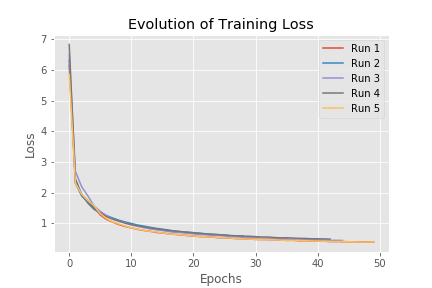 Evolution of Training Loss
7
6
5
4
3
2
1
Loss
Run 1
Run 2
Run 3
Run 4
Run 5
0 10 20 30 40 50
Epochs